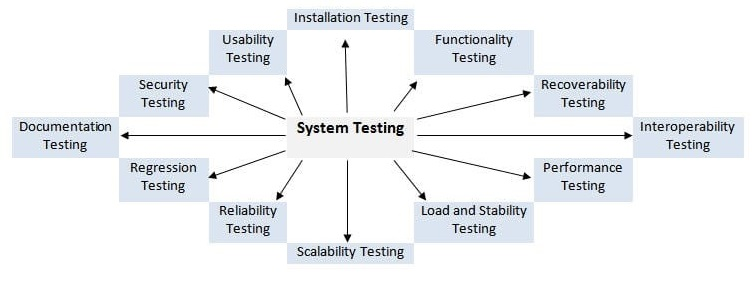 Installation Testing
Usability
Testing
Functionality
Testing
Security
Testing
Recoverability
Testing
Documentation
Testing
System Testing
Interoperability
Testing
Regression
Testing
Performance
Testing
Reliability
Testing
Load and Stability
Testing
Scalability Testing